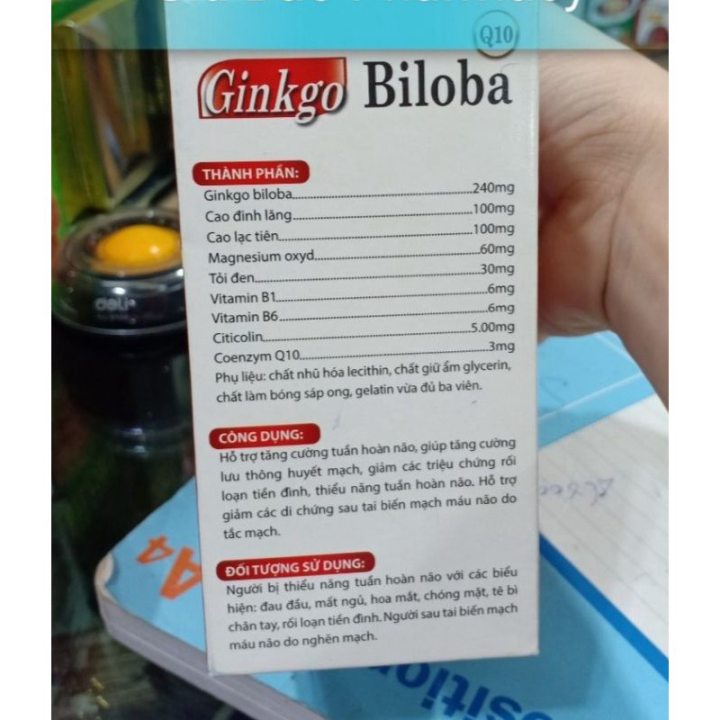 Q10
Ginkgo Biloba
THÀNH PHẦN:
Ginkgo biloba 240mg
Cao đinh lăng 100mg
Cao lạc tiên 100mg
Magnesium oxyd 60mg
Tỏi đen 30mg
Vitamin B1 6mg
Vitamin B6 6mg
Citicolin 5.00mg
Coenzym Q10 3mg
Phụ liệu: chất nhũ hóa lecithin, chất giữ ẩm glycerin,
chất làm bóng sáp ong, gelatin vừa đủ ba viên.
CÔNG DỤNG:
Hỗ trợ tăng cường tuần hoàn não, giúp tăng cường
lưu thông huyết mạch, giảm các triệu chứng rối
loạn tiền đình, thiểu năng tuần hoàn não. Hỗ trợ
giảm các di chứng sau tai biến mạch máu não do
tắc mạch.
ĐỐI TƯỢNG SỬ DỤNG:
Người bị thiểu năng tuần hoàn não với các biểu
hiện: đau đầu, mất ngủ, hoa mắt, chóng mặt, tê bì
chân tay, rối loạn tiền đình. Người sau tai biến mạch
máu não do nghẽn mạch.
deli
A4